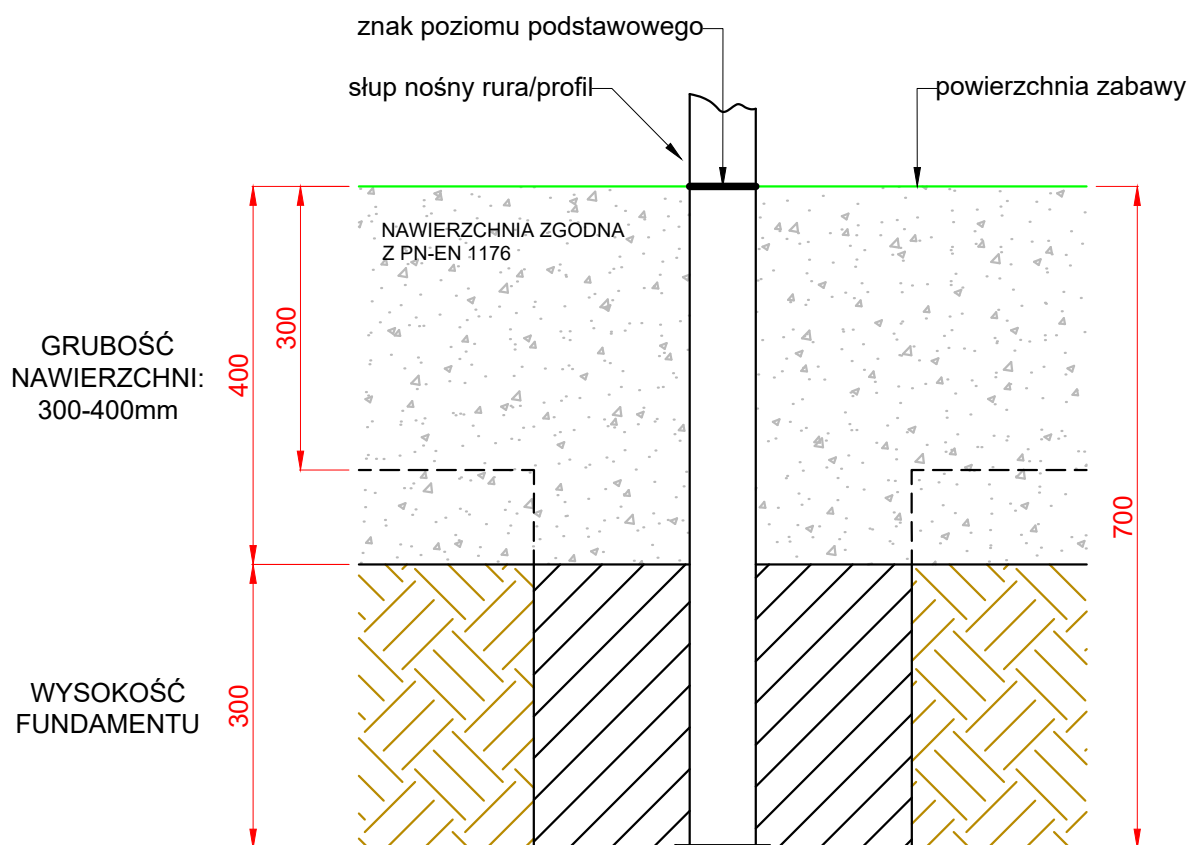 znak poziomu podstawowego
słup nośny rura/profil
powierzchnia zabawy
NAWIERZCHNIA ZGODNA
Z PN-EN 1176
GRUBOŚĆ
NAWIERZCHNI:
300-400mm
400
300
700
WYSOKOŚĆ
FUNDAMENTU
300